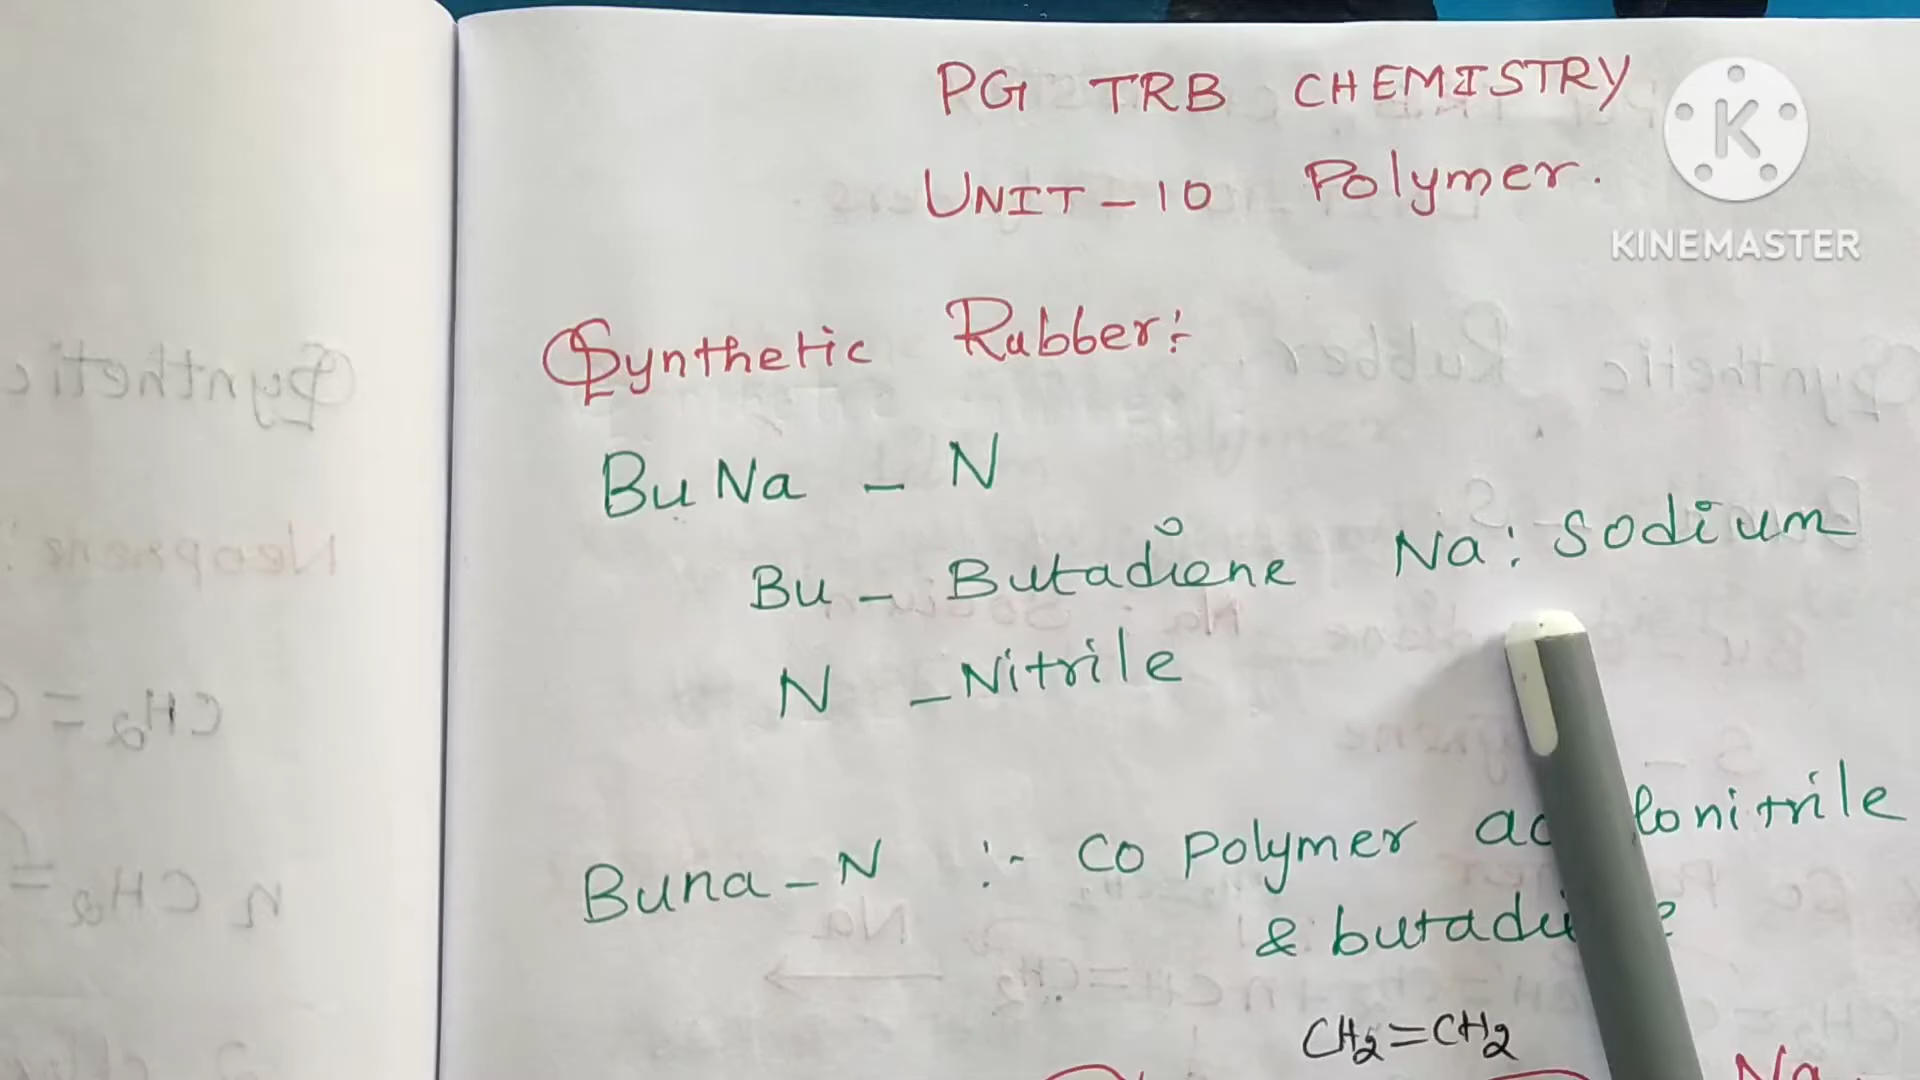 PG TRB CHEMISTRY
UNIT - 10 Polymer.
KINEMASTER
Synthetic Rubber:
BuNa - N
Bu - Butadiene Na: Sodium
N - Nitrile
Buna - N :- Co Polymer
& 
CH2=CH2
Na